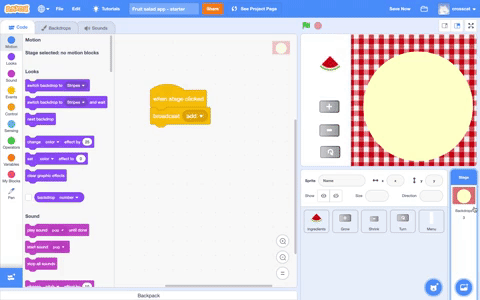 SCRATCH
File
Edit
Tutorials
Fruit salad app - starter
Share
See Project Page
Save Now
Code
Backdrops
Sounds
Motion
Looks
Sound
Events
Control
Sensing
Operators
Variables
My Blocks
Pen
Motion
Stage selected: no motion blocks
Looks
switch backdrop to Stripes
switch backdrop to Stripes and wait
next backdrop
change color effect by 25
set color effect to 0
clear graphic effects
backdrop number
Sound
play sound pop until done
start sound pop
stop all sounds
when stage clicked
broadcast add
Sprite
Name
x
y
Show
Size
Direction
Ingredients
Grow
Shrink
Turn
Menu
Stage
Backdrops
Backpack